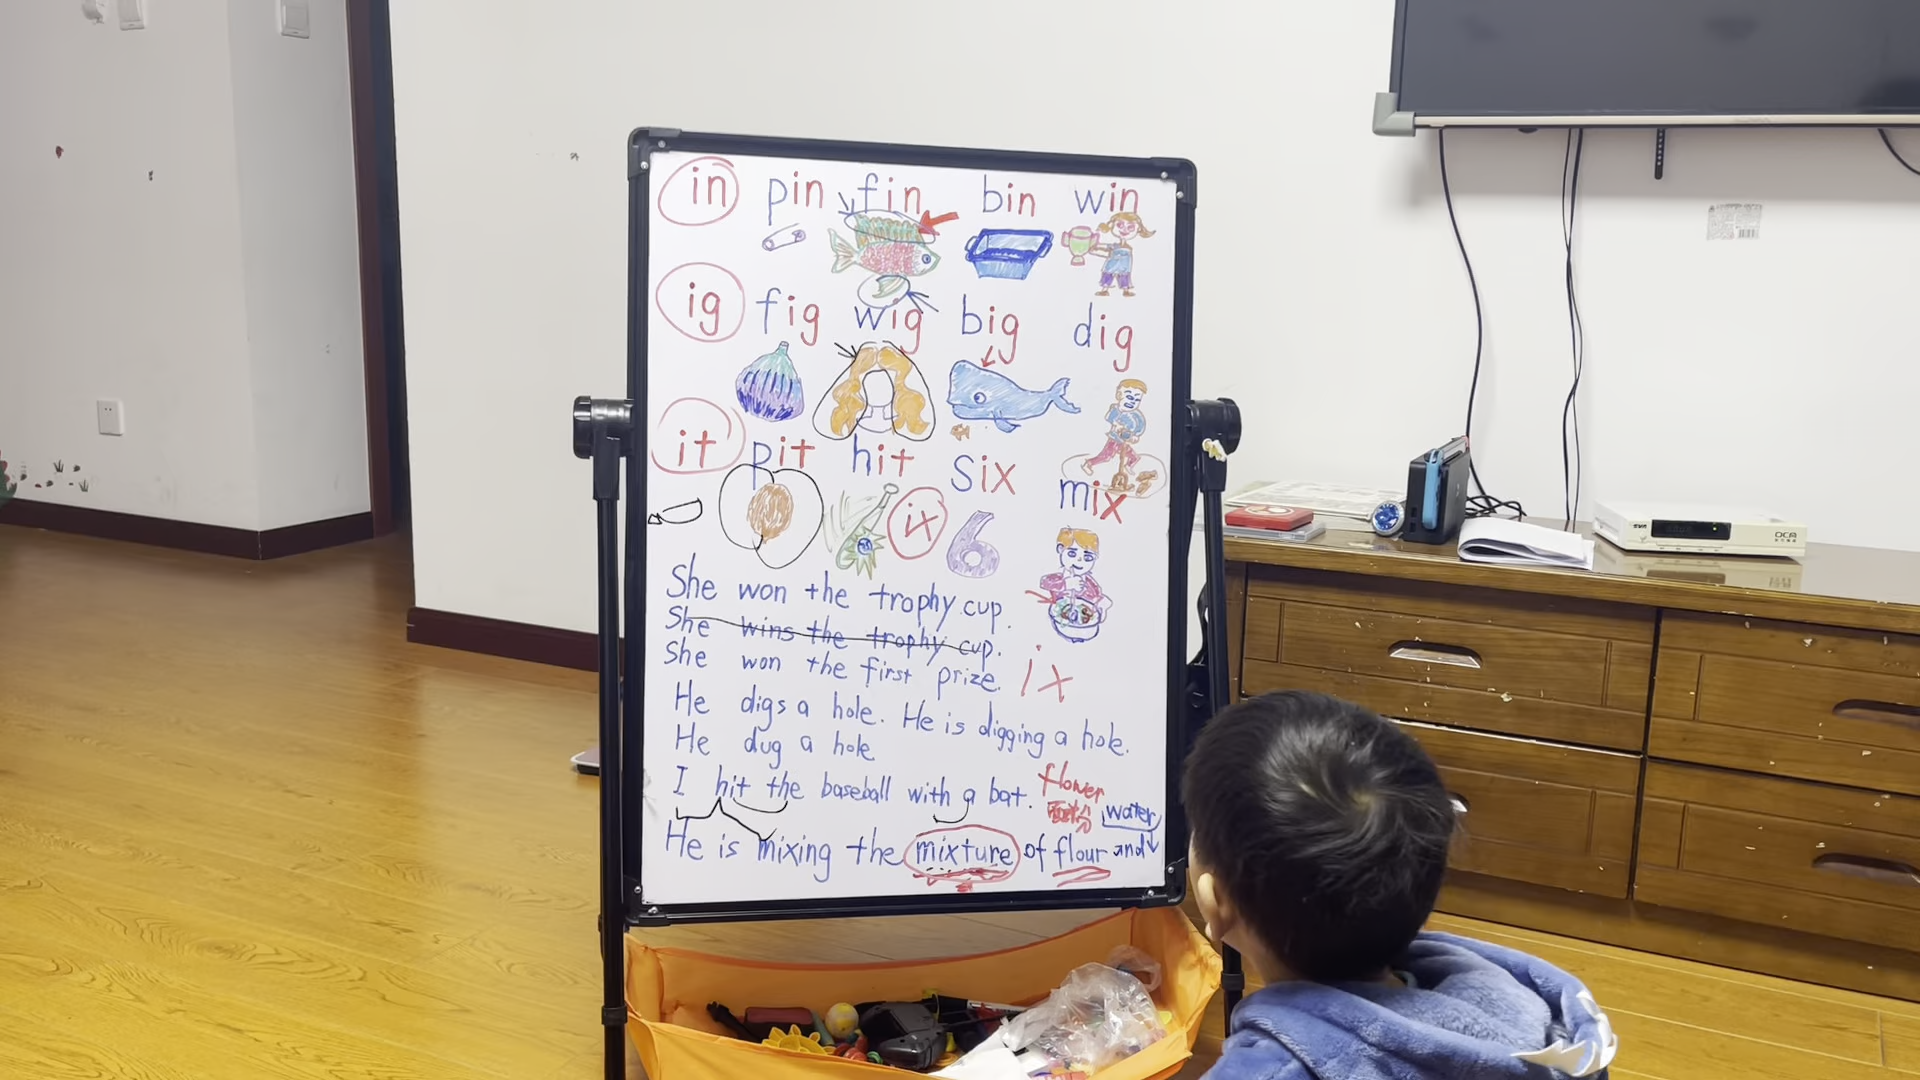 in pin fin bin win
ig fig wig big dig
it pit hit six mix
ix 6
She won the trophy cup.
She wins the trophy cup.
She won the first prize. ix
He digs a hole. He is digging a hole.
He dug a hole
I hit the baseball with a bat. flower
面粉 water
He is mixing the mixture of flour and